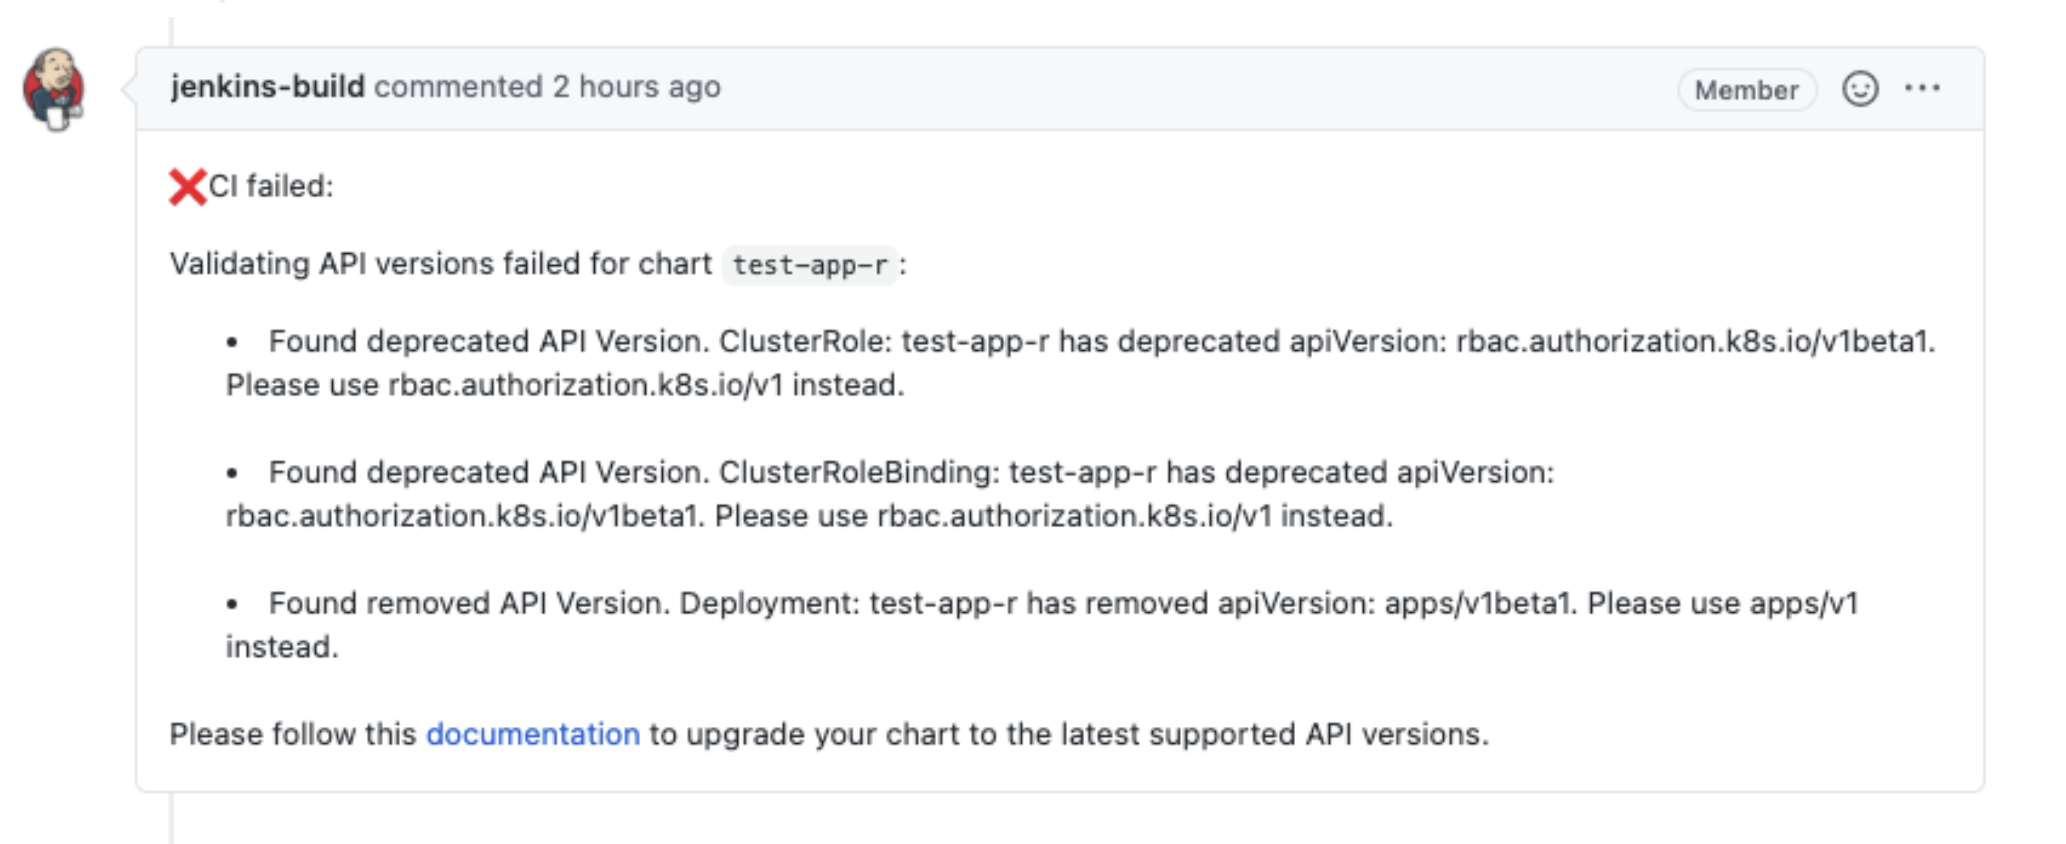 jenkins-build commented 2 hours ago
Member
❌CI failed:
Validating API versions failed for chart test-app-r :
• Found deprecated API Version. ClusterRole: test-app-r has deprecated apiVersion: rbac.authorization.k8s.io/v1beta1.
Please use rbac.authorization.k8s.io/v1 instead.
• Found deprecated API Version. ClusterRoleBinding: test-app-r has deprecated apiVersion:
rbac.authorization.k8s.io/v1beta1. Please use rbac.authorization.k8s.io/v1 instead.
• Found removed API Version. Deployment: test-app-r has removed apiVersion: apps/v1beta1. Please use apps/v1
instead.
Please follow this documentation to upgrade your chart to the latest supported API versions.